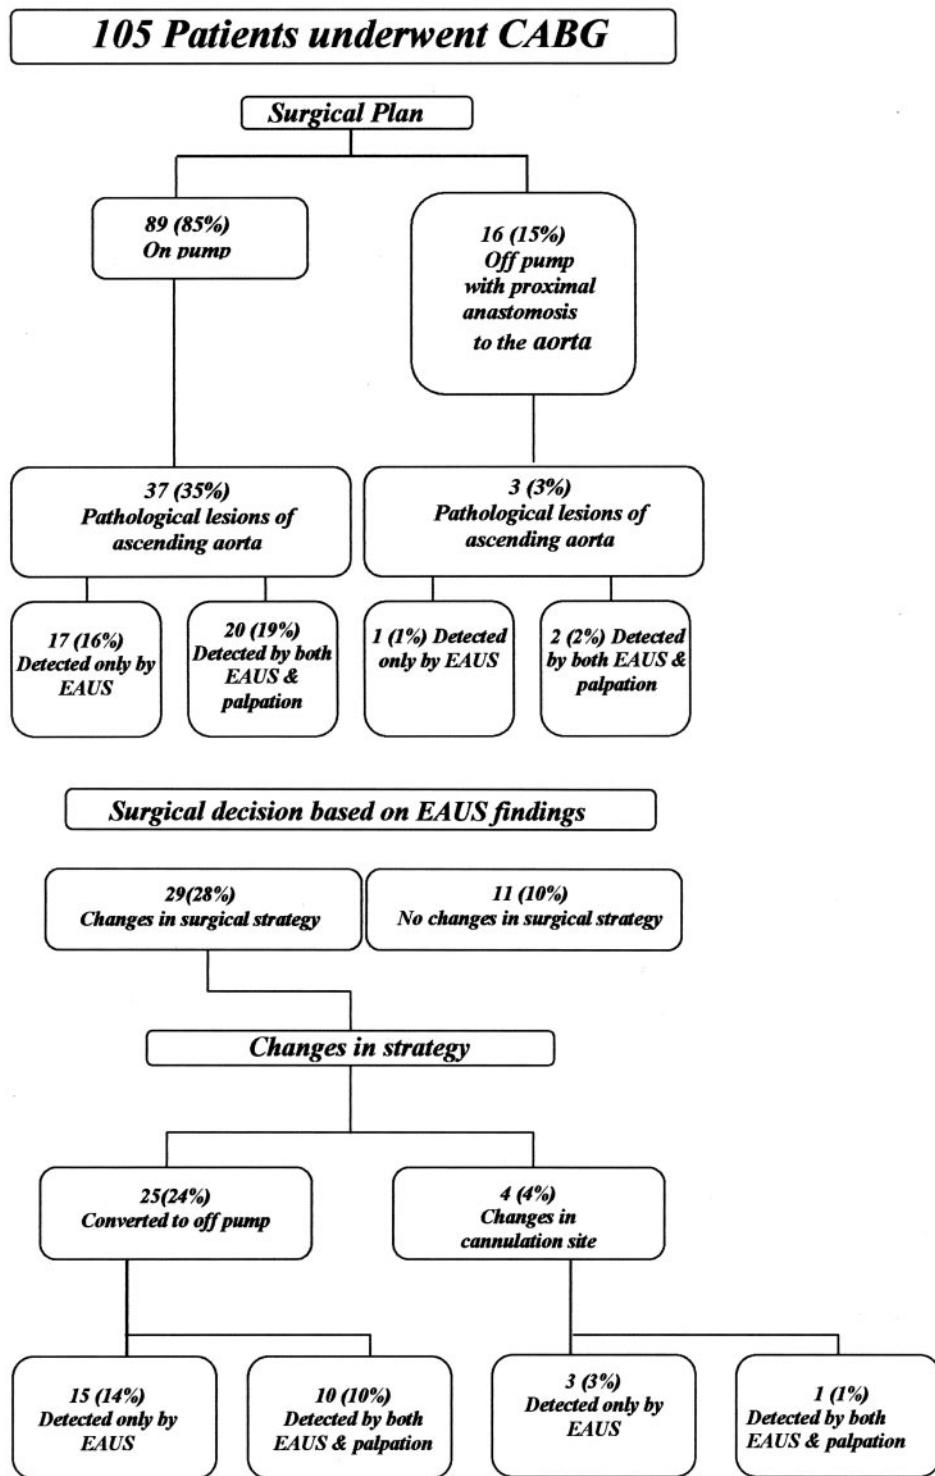 105 Patients underwent CABG
Surgical Plan
89 (85%)
On pump
16 (15%)
Off pump
with proximal
anastomosis
to the aorta
37 (35%)
Pathological lesions of
ascending aorta
3 (3%)
Pathological lesions of
ascending aorta
17 (16%)
Detected only by
EAUS
20 (19%)
Detected by both
EAUS &
palpation
1 (1%) Detected
only by EAUS
2 (2%) Detected
by both EAUS &
palpation
Surgical decision based on EAUS findings
29(28%)
Changes in surgical strategy
11 (10%)
No changes in surgical strategy
Changes in strategy
25(24%)
Converted to off pump
4 (4%)
Changes in
cannulation site
15 (14%)
Detected only by
EAUS
10 (10%)
Detected by both
EAUS & palpation
3 (3%)
Detected only by
EAUS
1 (1%)
Detected by both
EAUS & palpation